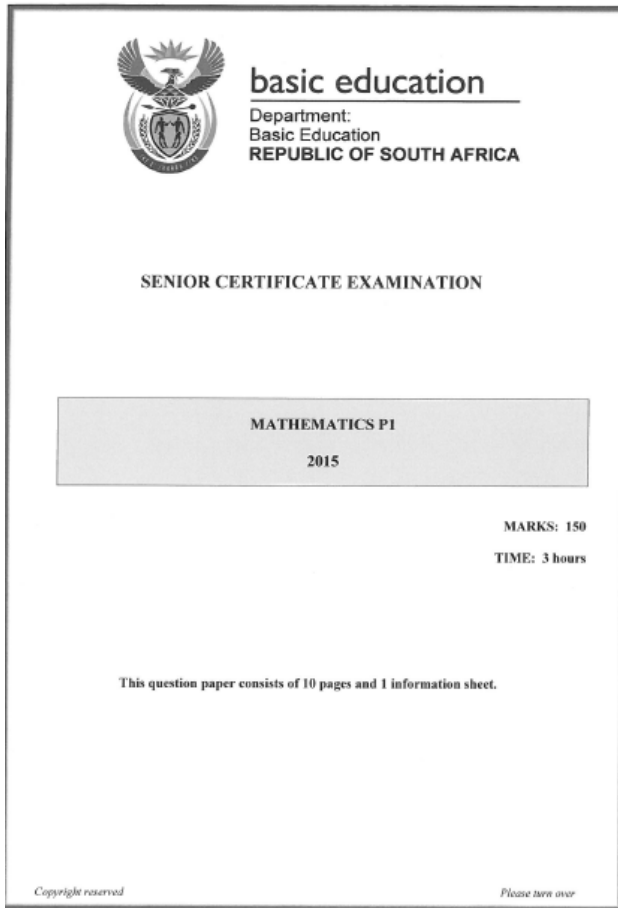 basic education
Department:
Basic Education
REPUBLIC OF SOUTH AFRICA
SENIOR CERTIFICATE EXAMINATION
MATHEMATICS P1
2015
MARKS: 150
TIME: 3 hours
This question paper consists of 10 pages and 1 information sheet.
Copyright reserved
Please turn over